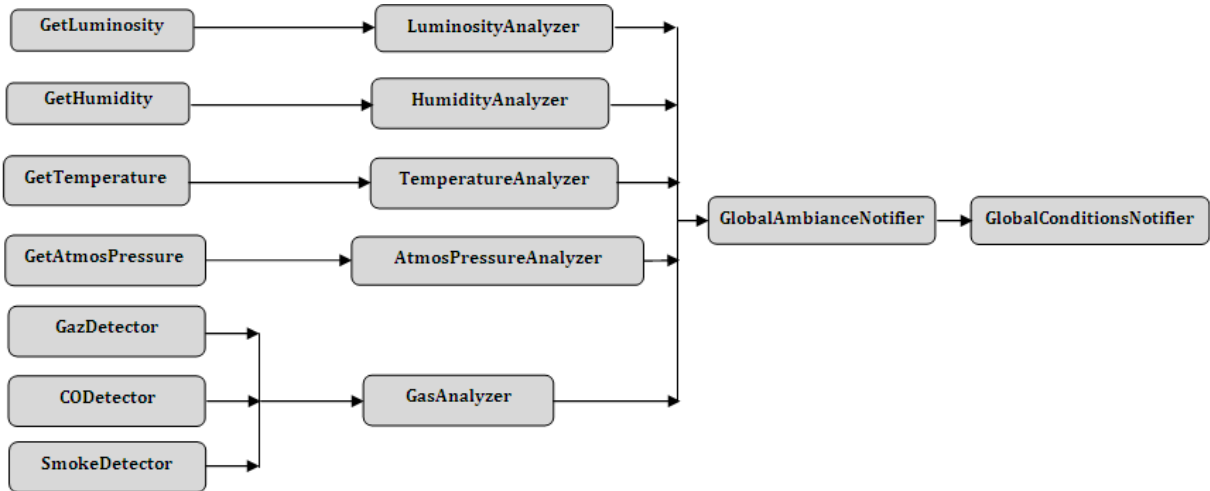 GetLuminosity
LuminosityAnalyzer
GetHumidity
HumidityAnalyzer
GetTemperature
TemperatureAnalyzer
GlobalAmbianceNotifier
GlobalConditionsNotifier
GetAtmosPressure
AtmosPressureAnalyzer
GazDetector
CODetector
GasAnalyzer
SmokeDetector